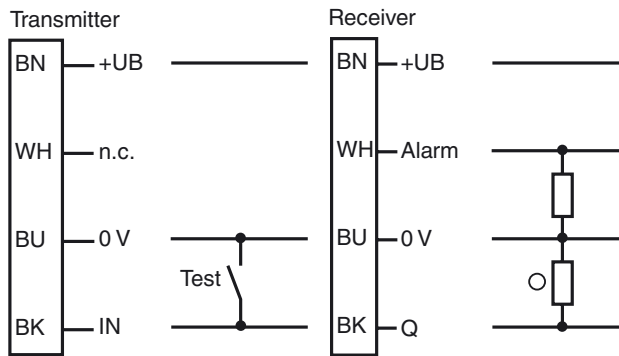 Transmitter
BN +UB
WH n.c.
BU 0 V
Test
BK IN
Receiver
BN +UB
WH Alarm
BU 0 V
BK Q